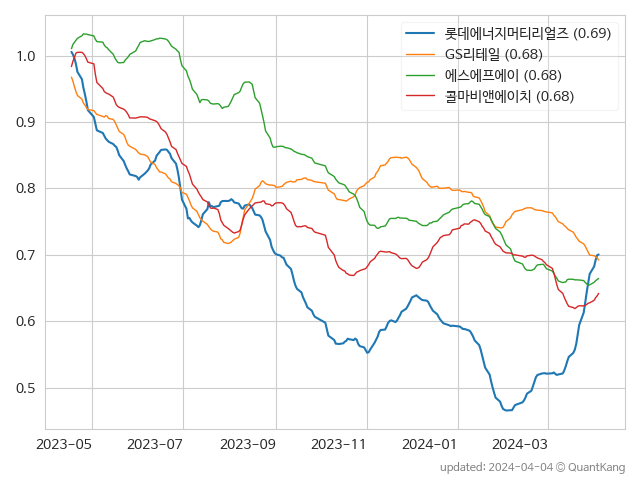 롯데에너지머티리얼즈 (0.69)
GS리테일 (0.68)
에스에프에이 (0.68)
콜마비앤에이치 (0.68)
1.0
0.9
0.8
0.7
0.6
0.5
2023-05 2023-07 2023-09 2023-11 2024-01 2024-03
updated: 2024-04-04 © QuantKang